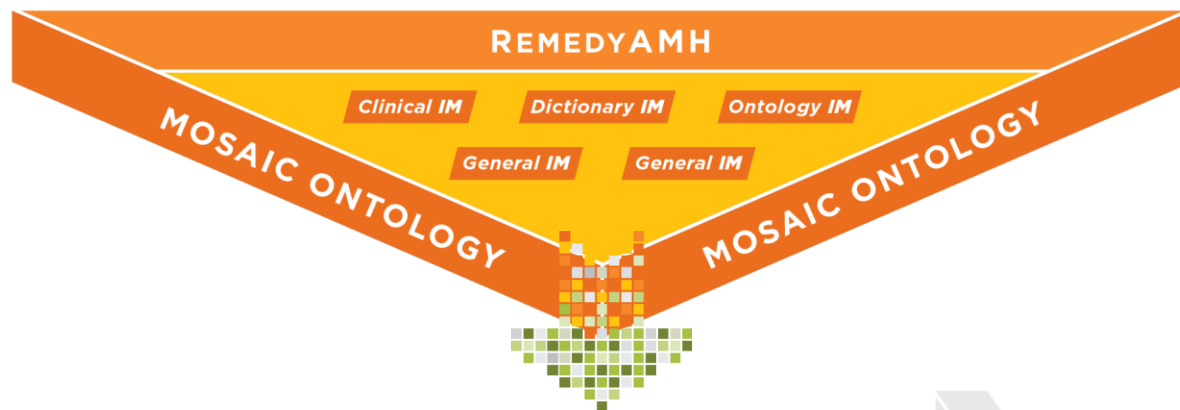 REMEDYAMH
Clinical IM
Dictionary IM
Ontology IM
General IM
General IM
MOSAIC ONTOLOGY
MOSAIC ONTOLOGY